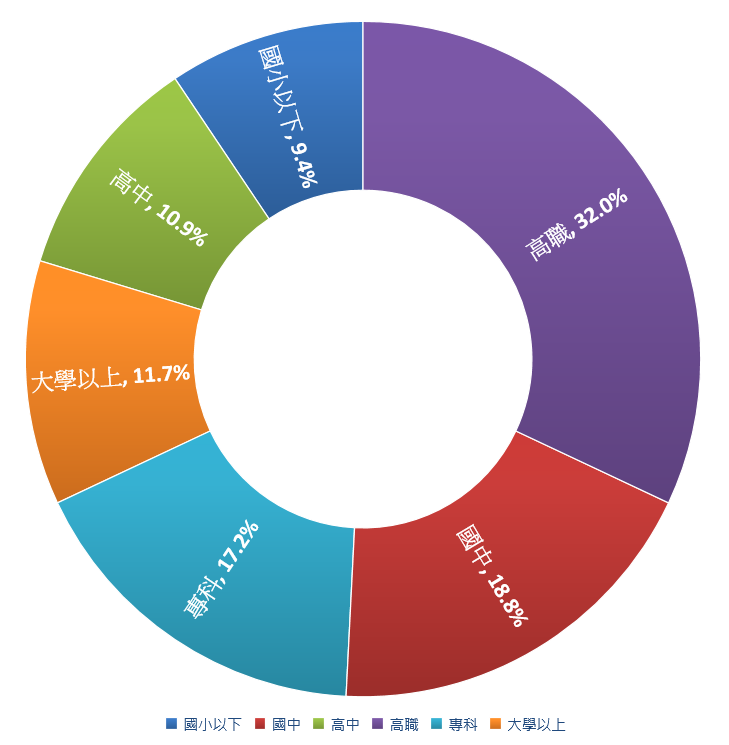 國小以下, 9.4%
高職, 32.0%
高中, 10.9%
大學以上, 11.7%
國中, 18.8%
專科, 17.2%
國小以下 國中 高中 高職 專科 大學以上